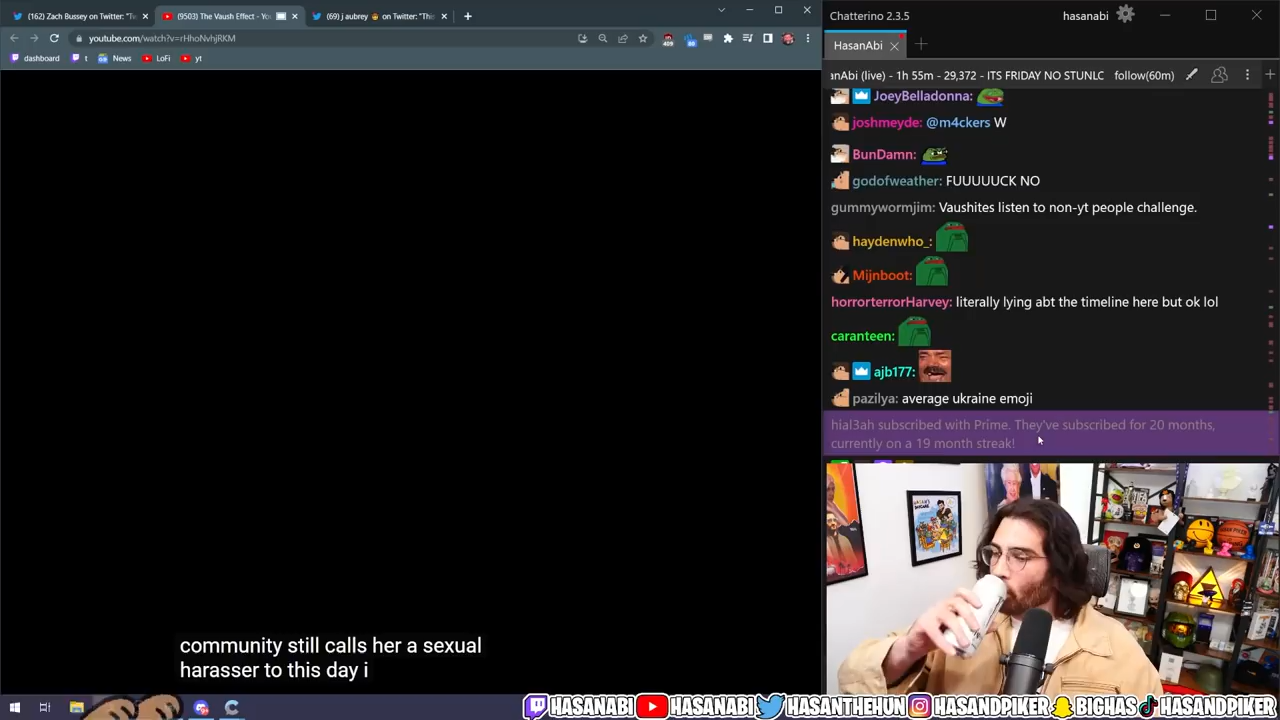 (162) Zach Bussey on Twitter: "Tw
(9503) The Vaush Effect - Yo
(69) j aubrey on Twitter: "This
youtube.com/watch?v=rHhoNvhjRKM
409
80
dashboard
t
News
LoFi
yt
community still calls her a sexual
harasser to this day i
Chatterino 2.3.5
hasanabi
HasanAbi
anAbi (live) - 1h 55m - 29,372 - ITS FRIDAY NO STUNLC
follow(60m)
JoeyBelladonna:
joshmeyde: @m4ckers W
BunDamn:
godofweather: FUUUUUCK NO
gummywormjim: Vaushites listen to non-yt people challenge.
haydenwho_:
Mijnboot:
horrorterrorHarvey: literally lying abt the timeline here but ok lol
caranteen:
ajb177:
pazilya: average ukraine emoji
hial3ah subscribed with Prime. They've subscribed for 20 months,
currently on a 19 month streak!
HASANABI
HASANABI
HASANTHEHUN
HASANDPIKER
BIGHAS
HASANDPIKER